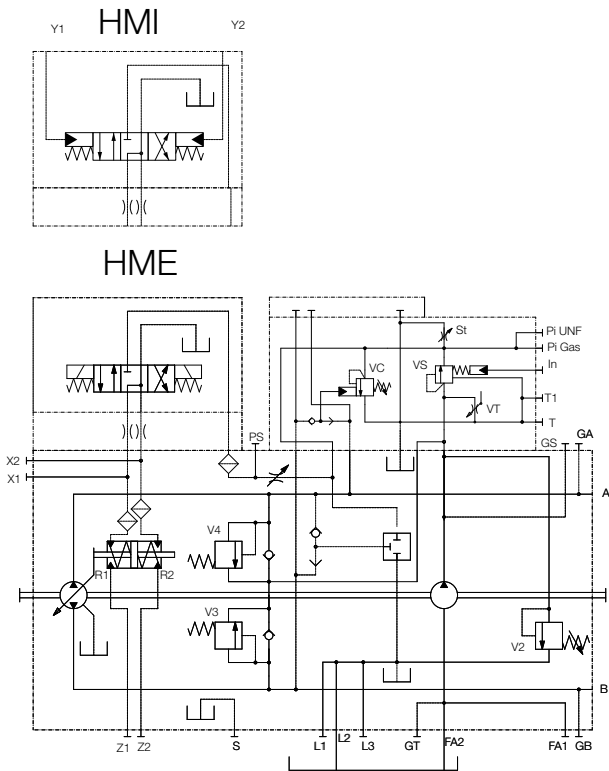 HMI
Y1
Y2
HME
St
Pi UNF
Pi Gas
VC
VS
In
VT
T1
T
PS
GS
GA
X2
X1
A
V4
R1
R2
V3
V2
B
Z1
Z2
S
L1
L2
L3
GT
FA2
FA1
GB